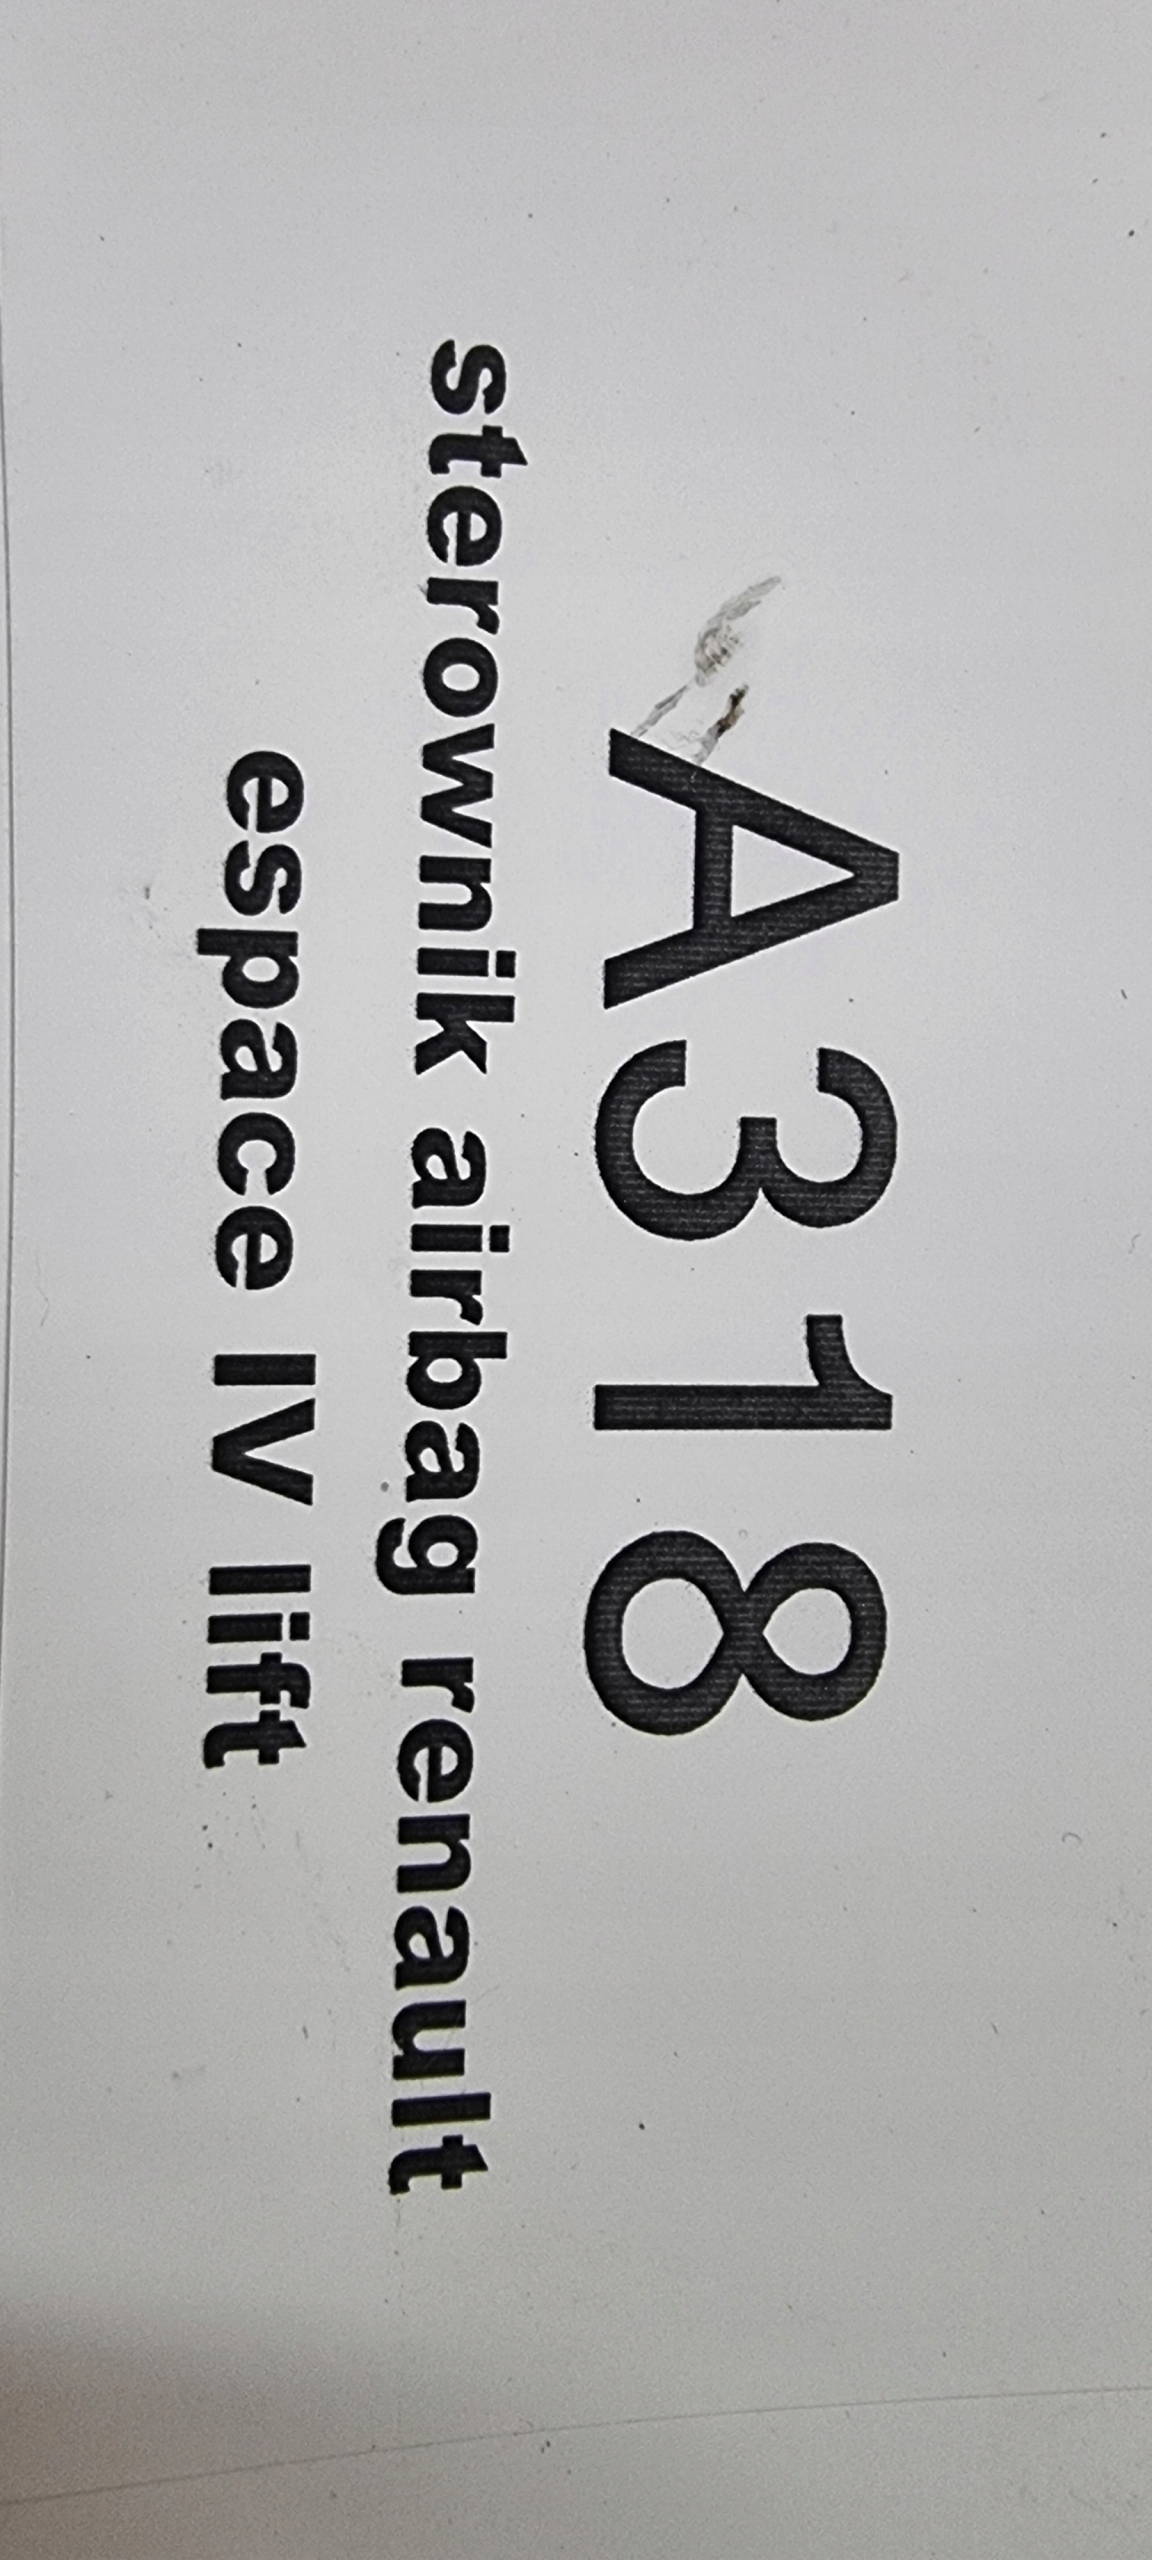 A318
sterownik airbag renault
espace IV lift